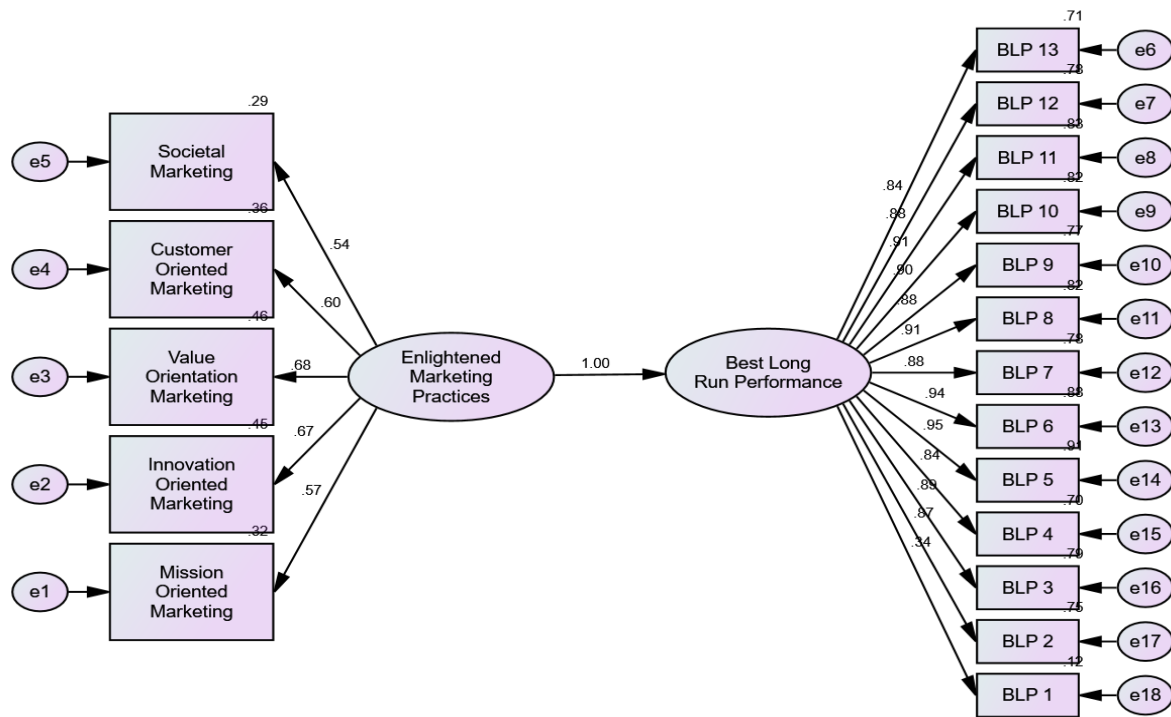 .71
BLP 13
e6
.78
BLP 12
e7
.83
BLP 11
e8
.82
BLP 10
e9
.77
BLP 9
e10
.82
BLP 8
e11
.78
BLP 7
e12
.88
BLP 6
e13
.91
BLP 5
e14
.70
BLP 4
e15
.79
BLP 3
e16
.75
BLP 2
e17
.12
BLP 1
e18
.29
Societal
Marketing
e5
.36
Customer
Oriented
Marketing
e4
.46
Value
Orientation
Marketing
e3
.45
Innovation
Oriented
Marketing
e2
.32
Mission
Oriented
Marketing
e1
.54
.60
.68
.67
.57
Enlightened
Marketing
Practices
1.00
Best Long
Run Performance
.84
.88
.91
.90
.88
.91
.88
.94
.95
.84
.89
.87
.34